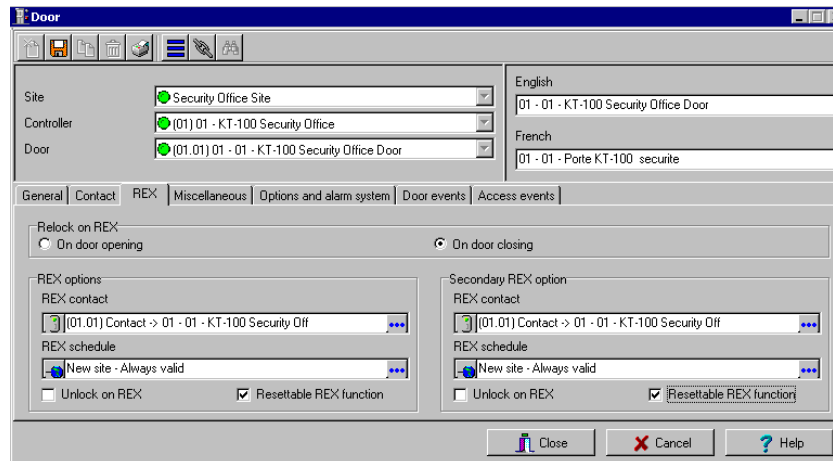 Door
Site
Security Office Site
Controller
(01) 01 - KT-100 Security Office
Door
(01.01) 01 - 01 - KT-100 Security Office Door
English
01 - 01 - KT-100 Security Office Door
French
01 - 01 - Porte KT-100 securite
General Contact REX Miscellaneous Options and alarm system Door events Access events
Relock on REX
On door opening On door closing
REX options
REX contact
(01.01) Contact -> 01 - 01 - KT-100 Security Off
REX schedule
New site - Always valid
Unlock on REX Resettable REX function
Secondary REX option
REX contact
(01.01) Contact -> 01 - 01 - KT-100 Security Off
REX schedule
New site - Always valid
Unlock on REX Resettable REX function
Close Cancel Help